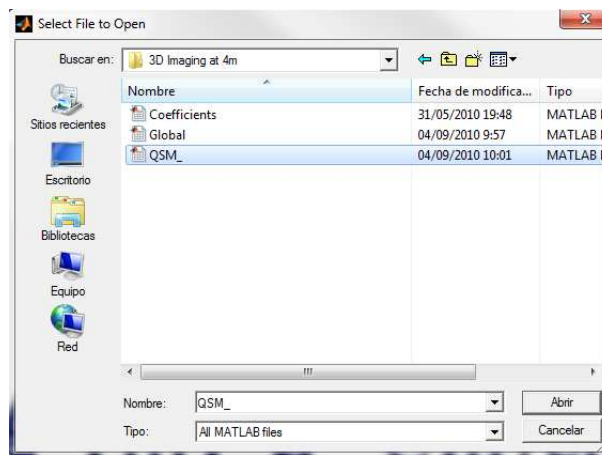 Select File to Open
Buscar en: 3D Imaging at 4m
Nombre Fecha de modifica... Tipo
Coefficients 31/05/2010 19:48 MATLAB
Global 04/09/2010 9:57 MATLAB
QSM_ 04/09/2010 10:01 MATLAB
Sitios recientes
Escritorio
Bibliotecas
Equipo
Red
Nombre: QSM_ Abrir
Tipo: All MATLAB files Cancelar